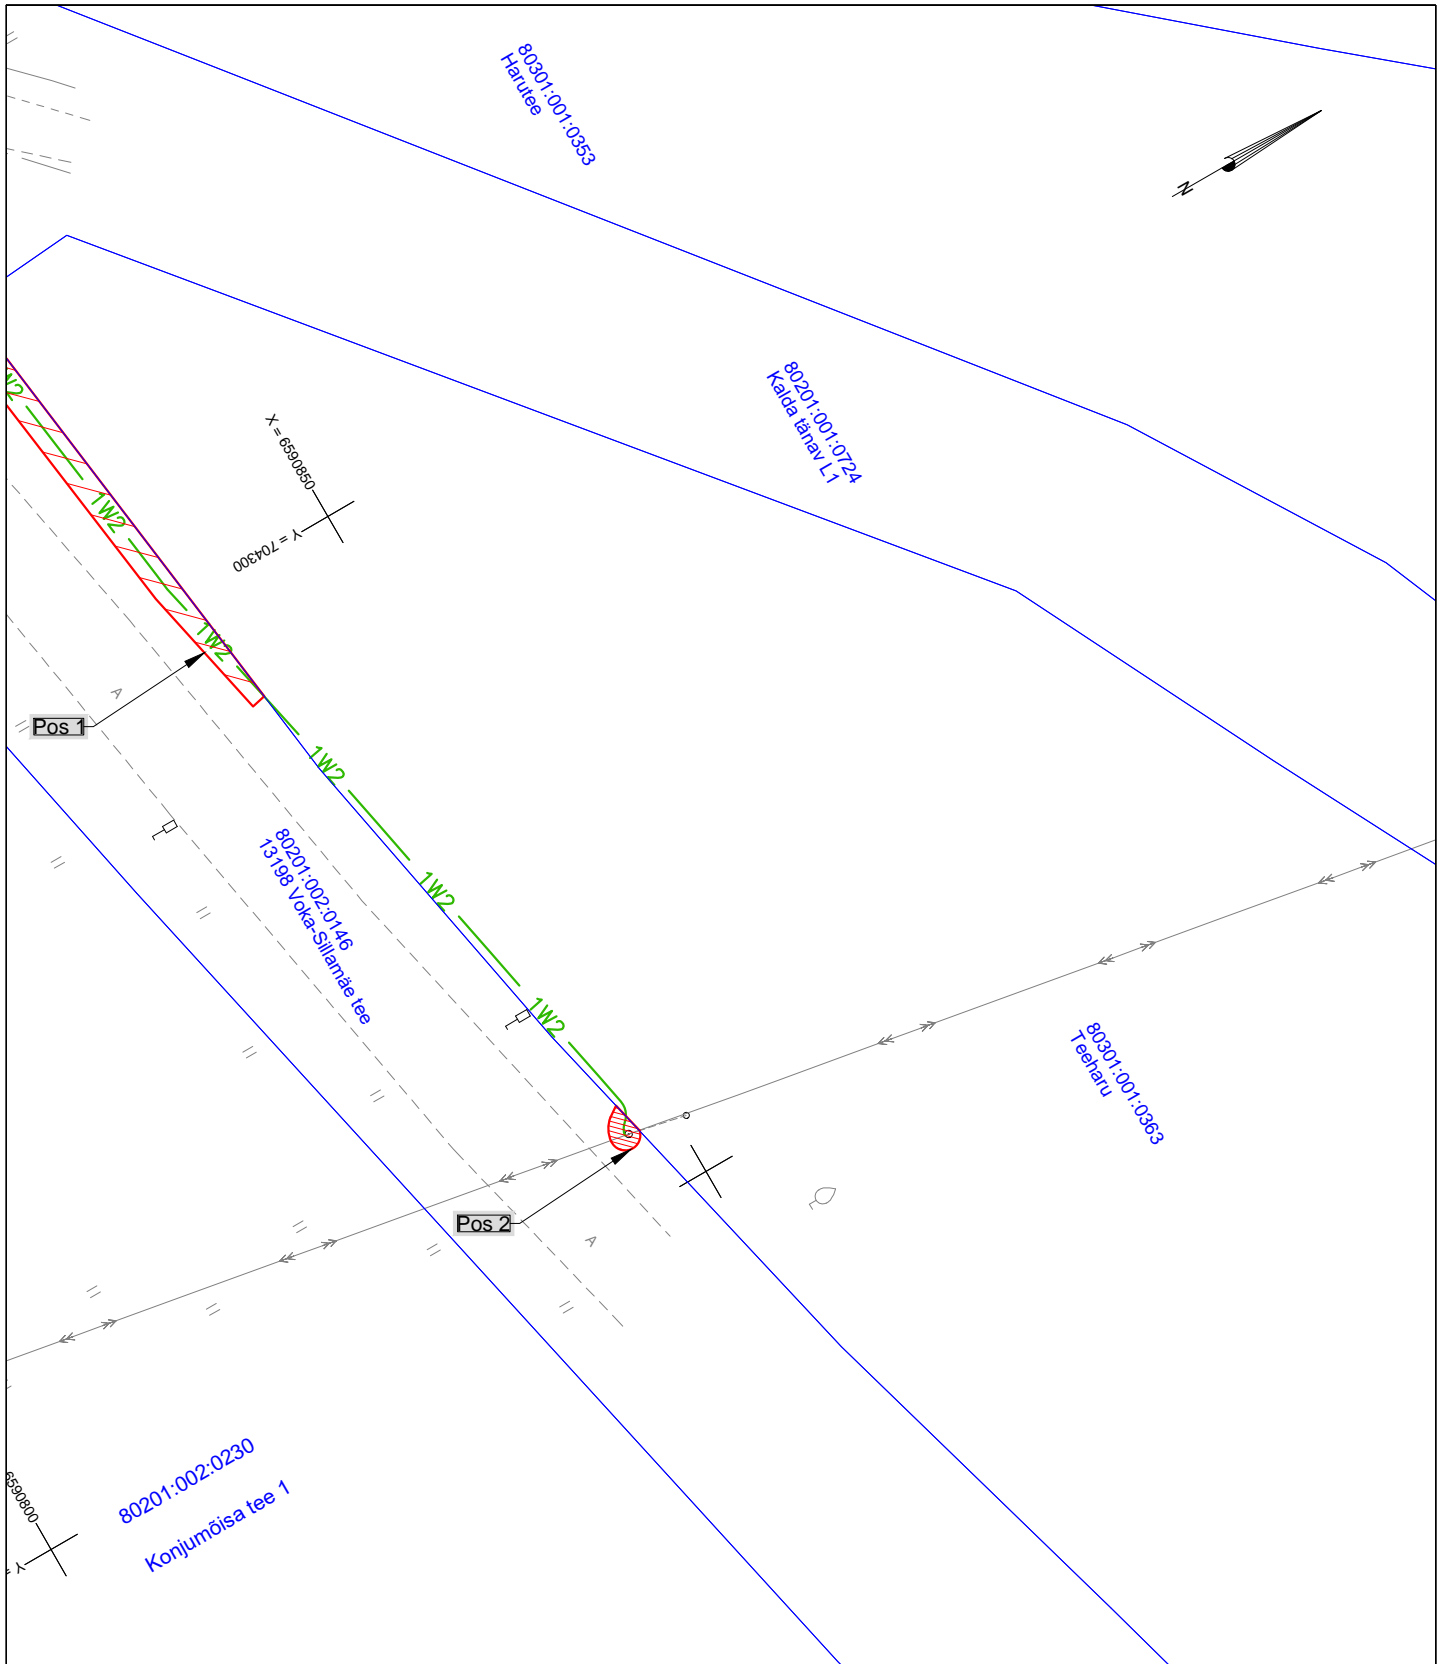 80301:001:0353
Harutee
N
80201:001:0724
Kalda tänav L1
X = 6590850
Y = 704300
1W2
1W2
Pos 1
A
1W2
80201:002:0146
13198 Voka-Sillamäe tee
1W2
1W2
80301:001:0363
Teeharu
Pos 2
A
80201:002:0230
Konjumõisa tee 1
6590800
Y =